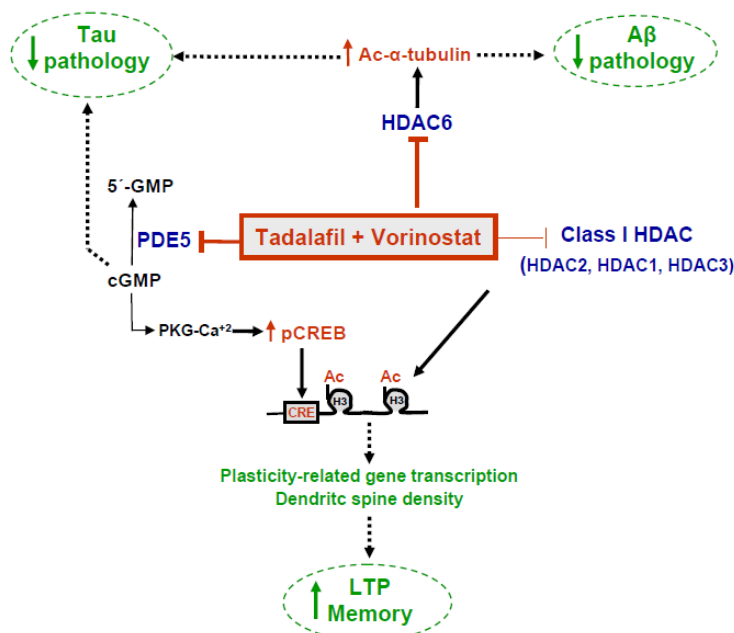 Tau
pathology
Ac-α-tubulin
Aβ
pathology
HDAC6
5´-GMP
PDE5
Tadalafil + Vorinostat
Class I HDAC
(HDAC2, HDAC1, HDAC3)
cGMP
PKG-Ca⁺²
pCREB
Ac
Ac
CRE
H3
H3
Plasticity-related gene transcription
Dendritc spine density
LTP
Memory